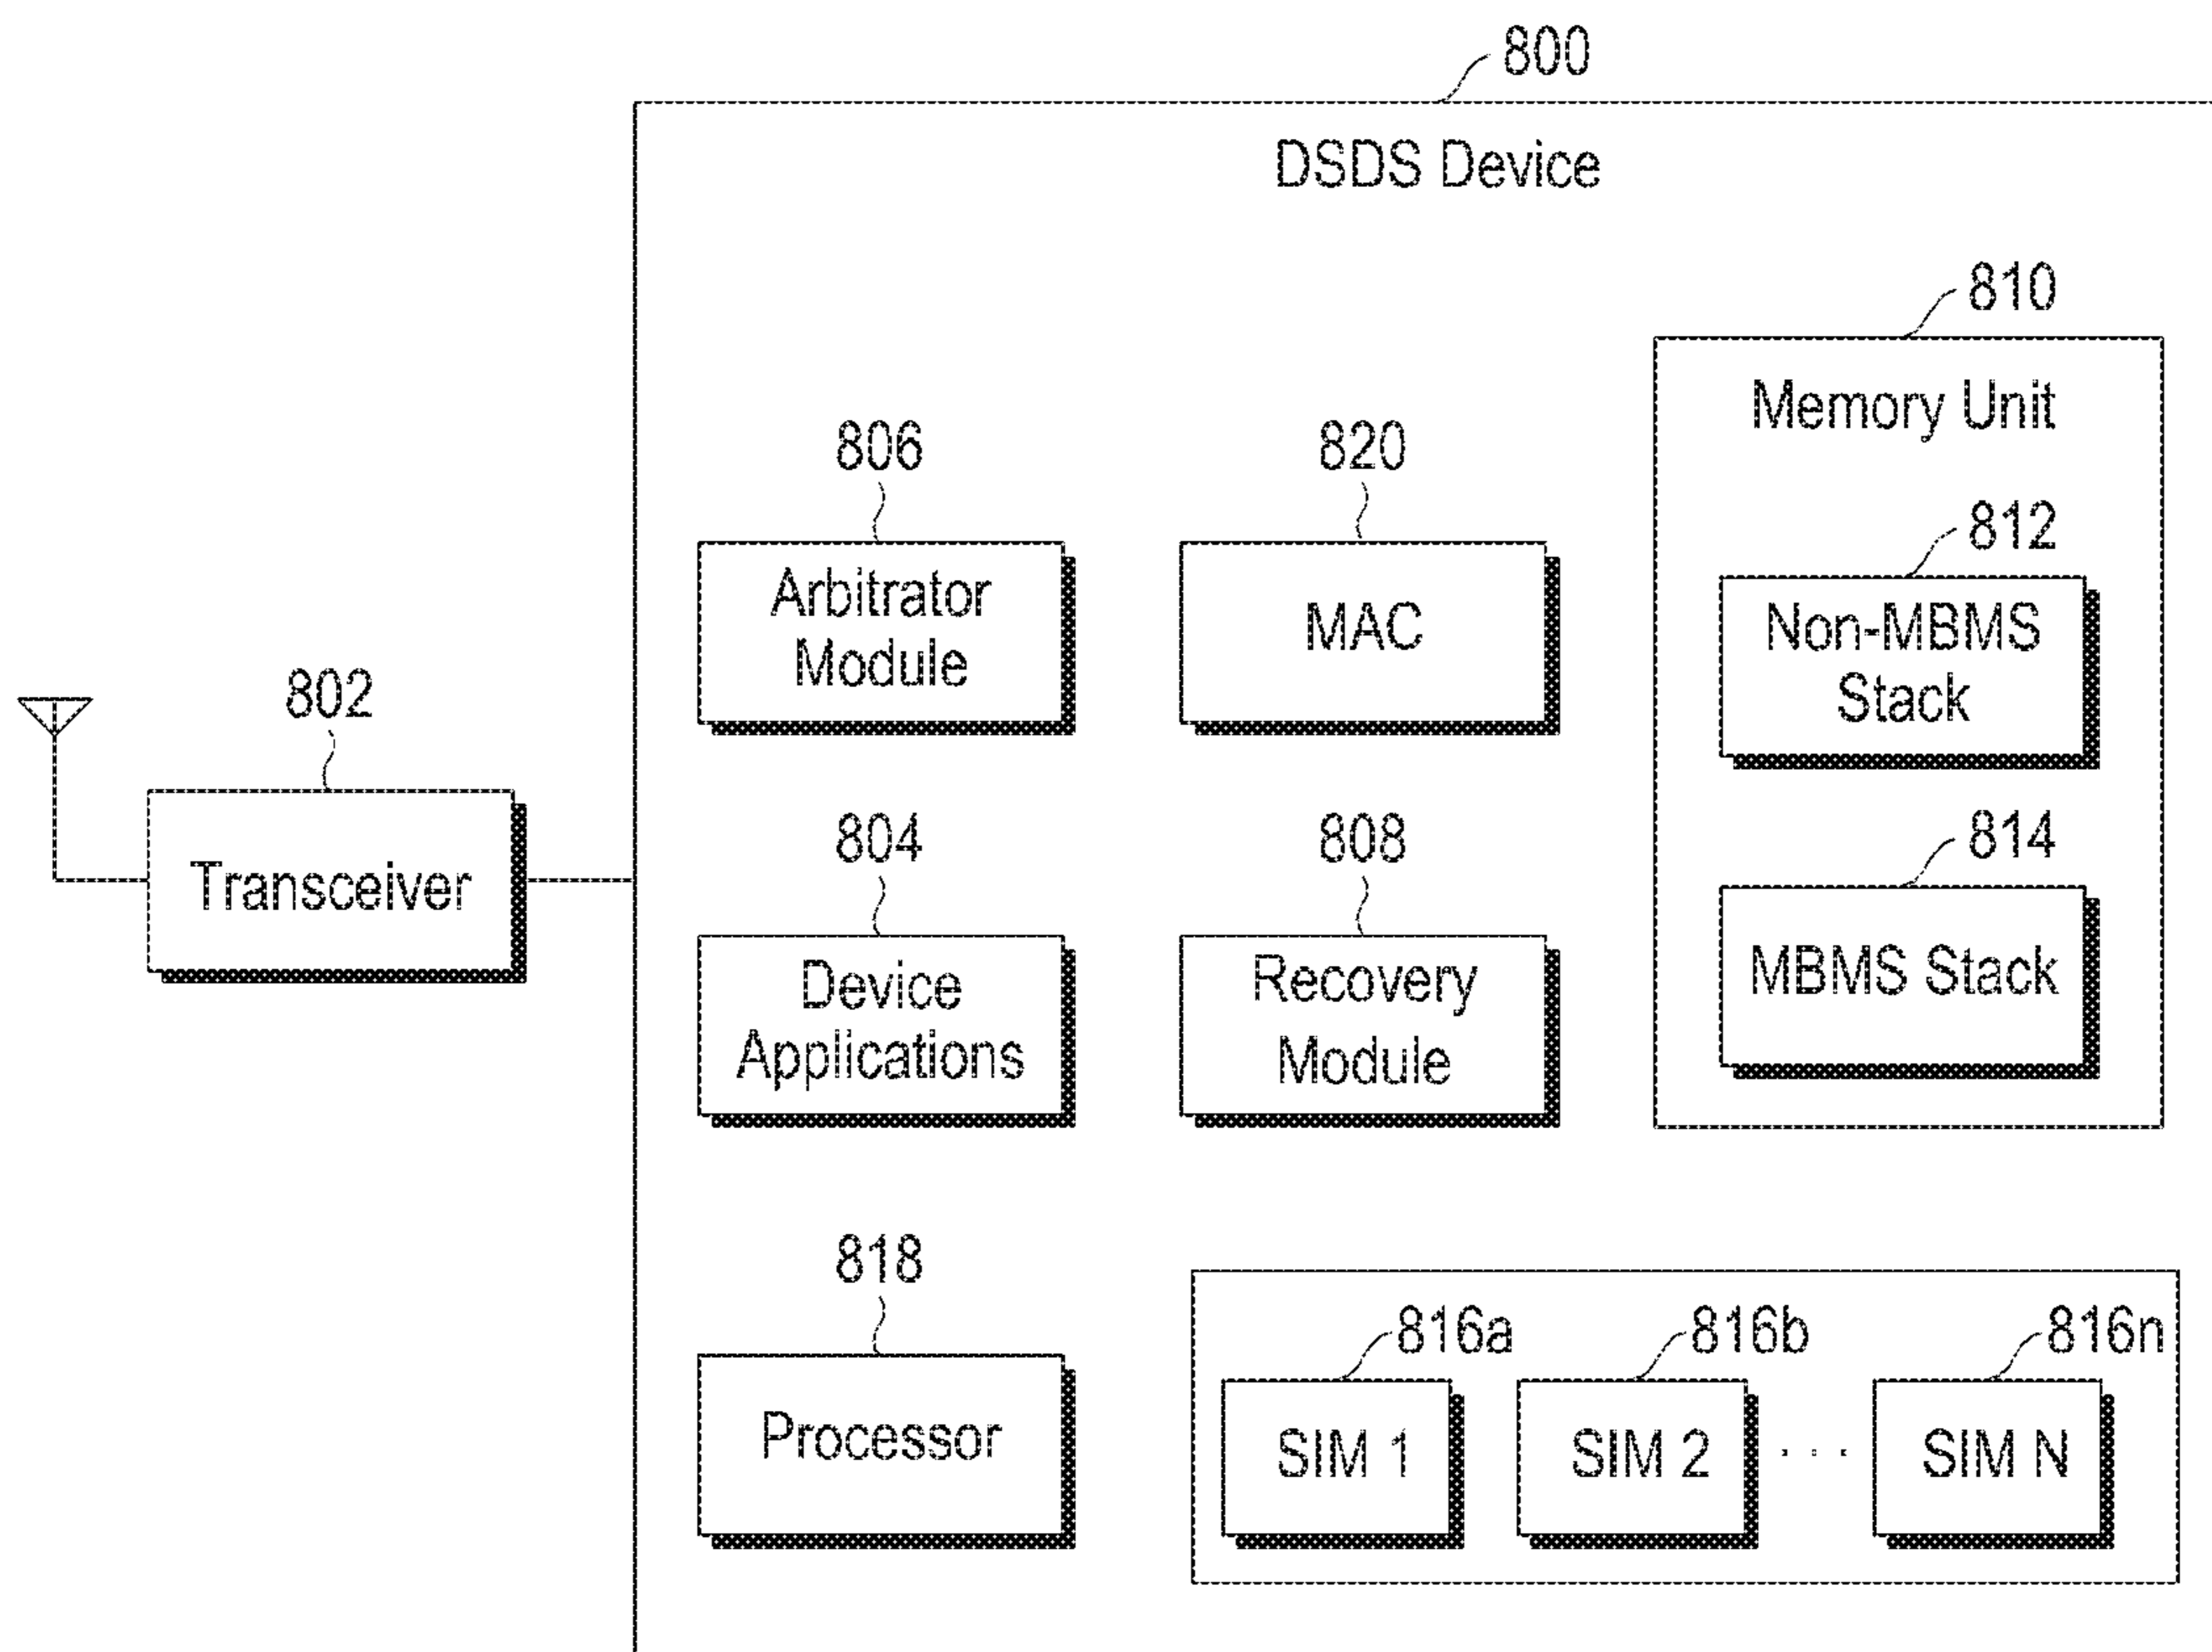 800
DSDS Device
810
Memory Unit
806
Arbitrator
Module
820
MAC
812
Non-MBMS
Stack
802
Transceiver
804
Device
Applications
808
Recovery
Module
814
MBMS Stack
818
Processor
816a
SIM 1
816b
SIM 2
. . .
816n
SIM N